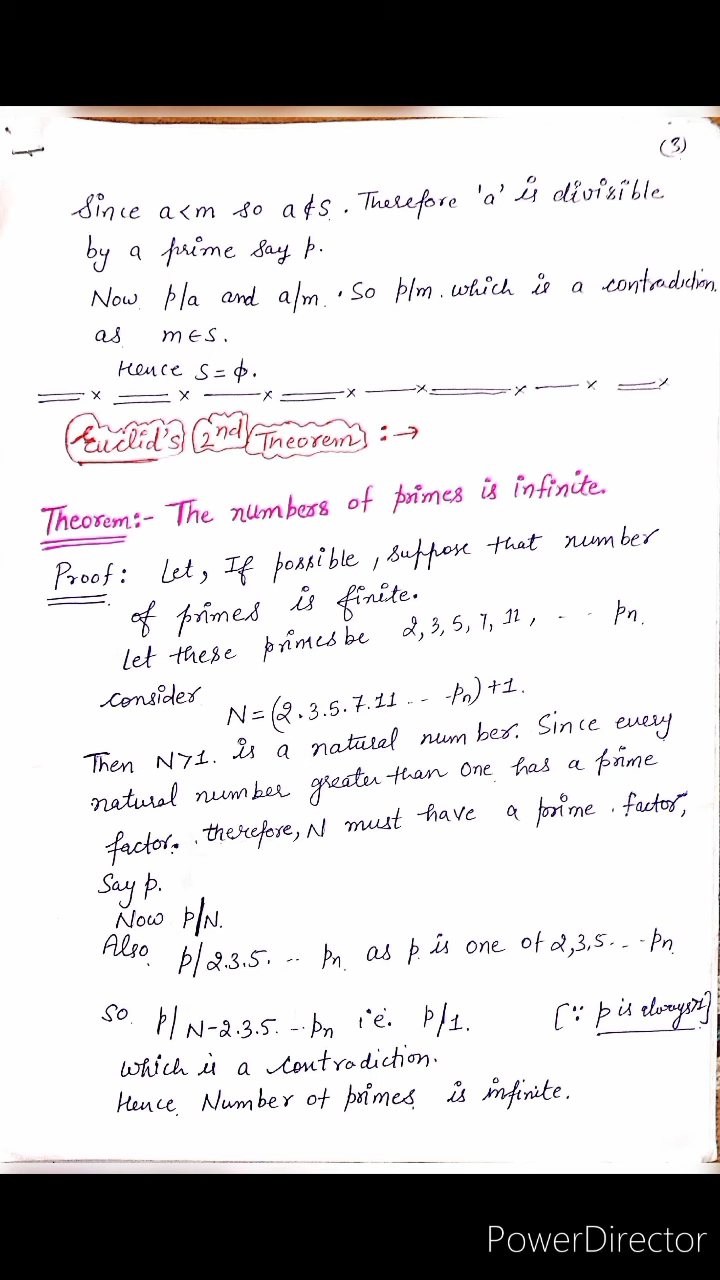 (3)
Since a<m so a∉S. Therefore 'a' is divisible
by a prime say p.
Now p/a and a/m. So p/m. which is a contradiction.
as m∈S.
Hence S=ϕ.
Euclid's 2nd Theorem :→
Theorem:- The numbers of primes is infinite.
Proof: Let, If possible, suppose that number
of primes is finite.
Let these primes be 2,3,5,7,11, . . pn.
consider
N=(2.3.5.7.11 .. .pn)+1.
Then N>1. is a natural number. Since every
natural number greater than one has a prime
factor. therefore, N must have a prime factor,
Say p.
Now p/N.
Also p/2.3.5. .. pn as p is one of 2,3,5... pn
So p/N-2.3.5. ..pn i.e. p/1. [∵ p is always>1]
which is a contradiction.
Hence Number of primes is infinite.
PowerDirector